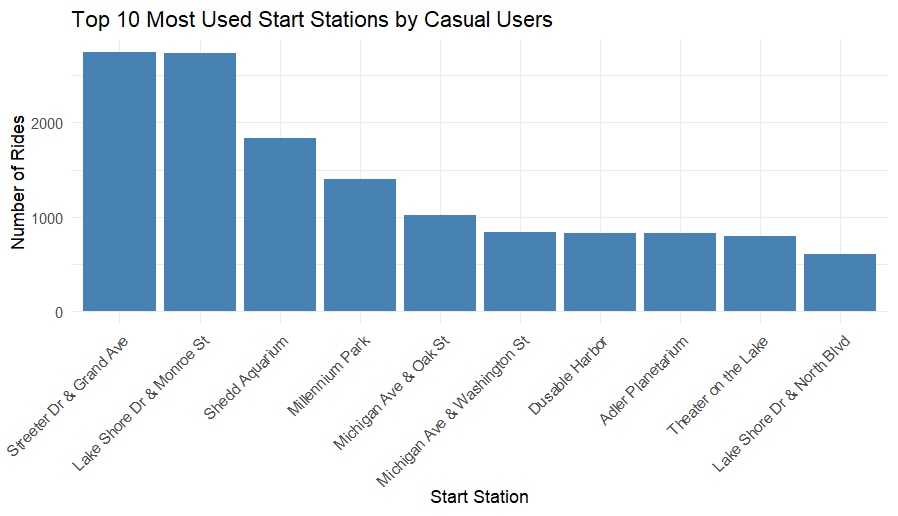 Top 10 Most Used Start Stations by Casual Users
Number of Rides
2000
1000
0
Streeter Dr & Grand Ave
Lake Shore Dr & Monroe St
Shedd Aquarium
Millennium Park
Michigan Ave & Oak St
Michigan Ave & Washington St
Dusable Harbor
Adler Planetarium
Theater on the Lake
Lake Shore Dr & North Blvd
Start Station